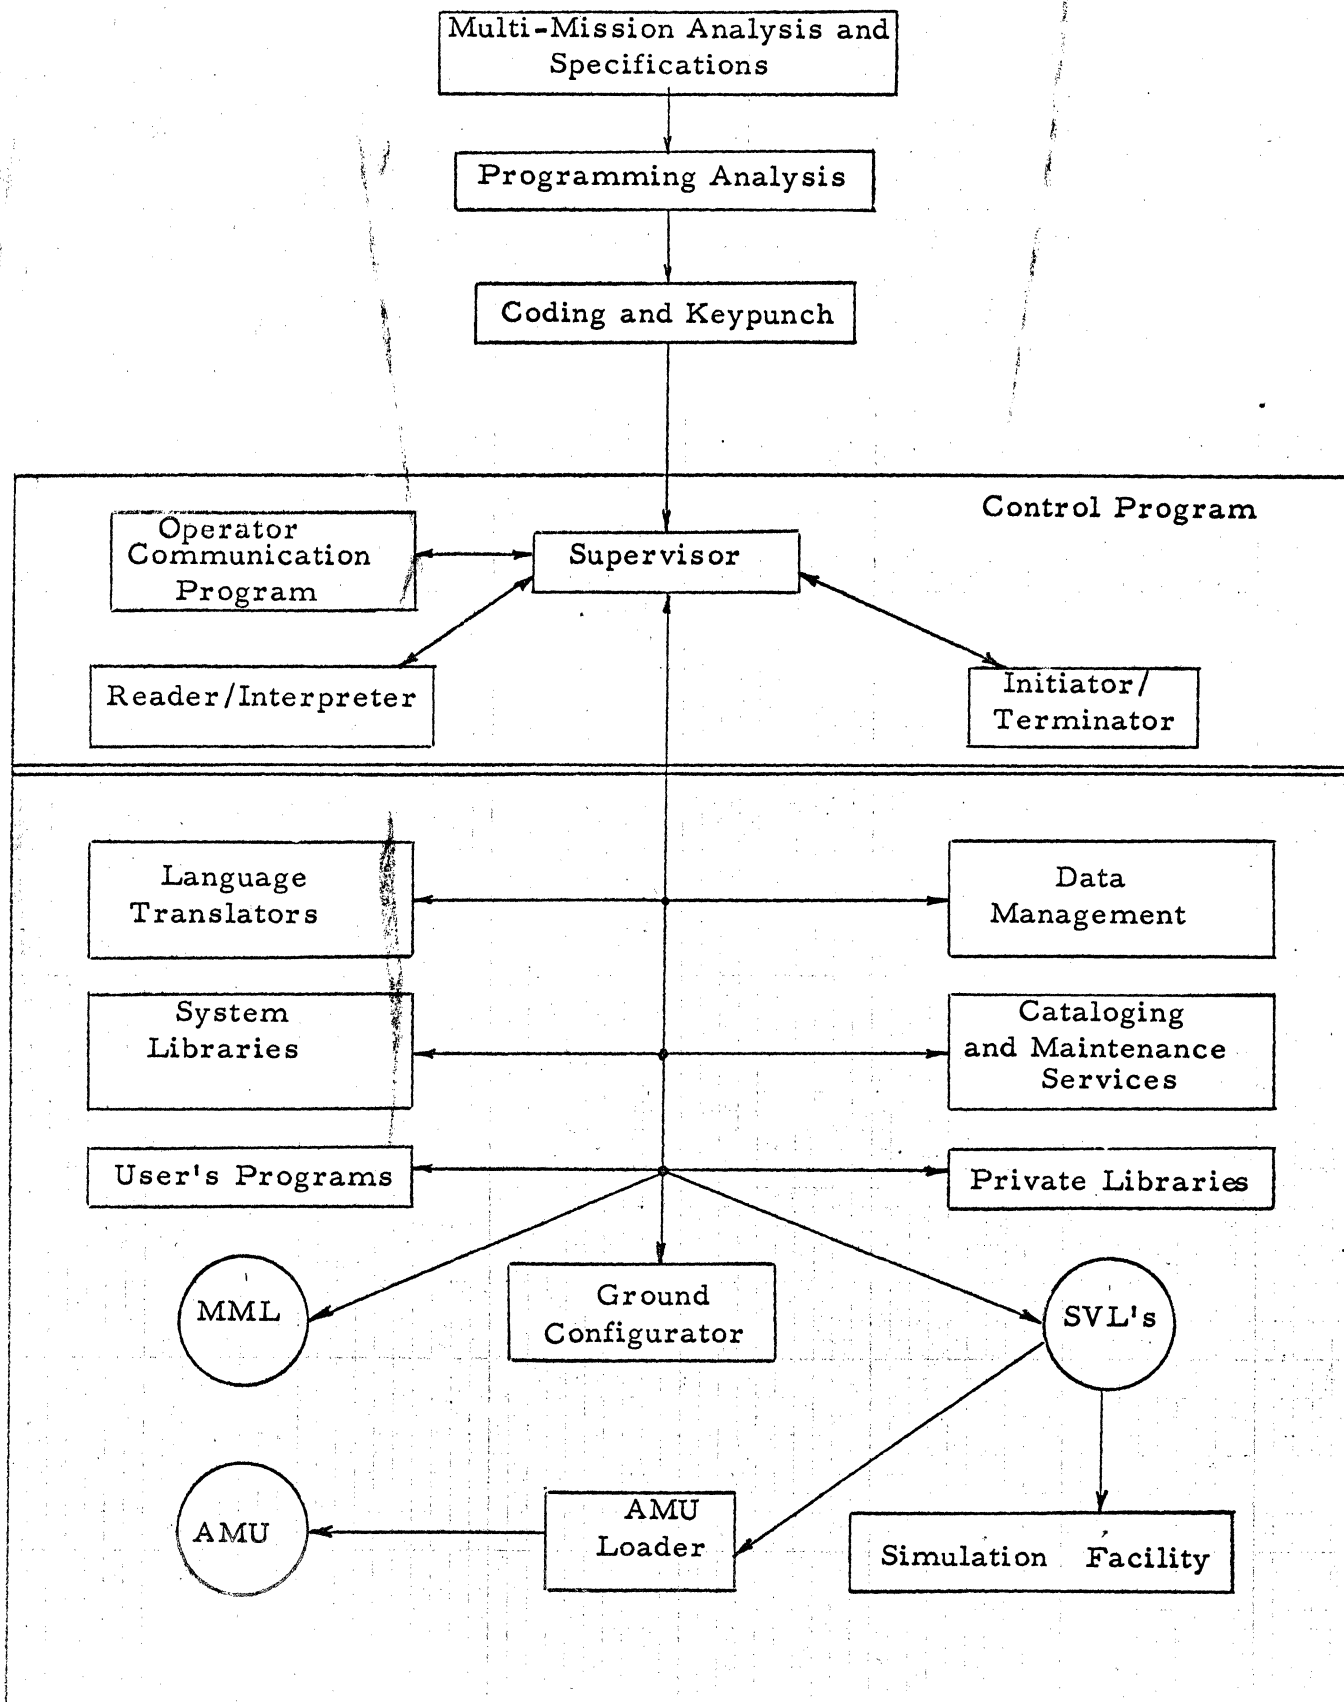 Multi-Mission Analysis and
Specifications
Programming Analysis
Coding and Keypunch
Control Program
Operator
Communication
Program
Supervisor
Reader/Interpreter
Initiator/
Terminator
Language
Translators
Data
Management
System
Libraries
Cataloging
and Maintenance
Services
User's Programs
Private Libraries
MML
Ground
Configurator
SVL's
AMU
AMU
Loader
Simulation Facility